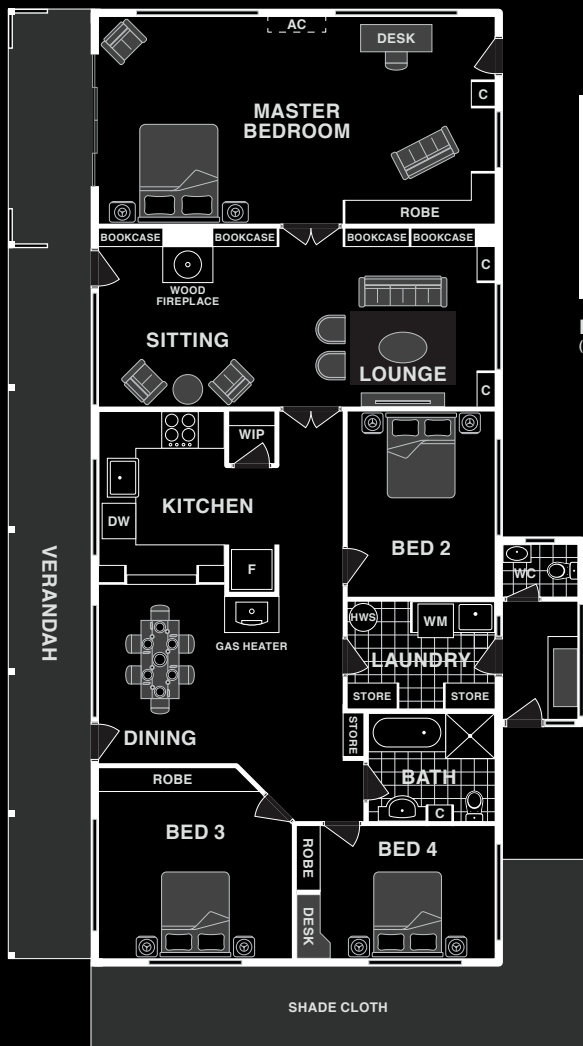 AC
DESK
C
MASTER
BEDROOM
ROBE
BOOKCASE
BOOKCASE
BOOKCASE
BOOKCASE
WOOD
FIREPLACE
C
SITTING
LOUNGE
C
WIP
KITCHEN
DW
F
BED 2
WC
VERANDAH
GAS HEATER
HWS
WM
LAUNDRY
STORE
STORE
STORE
DINING
BATH
C
ROBE
BED 3
BED 4
ROBE
DESK
SHADE CLOTH